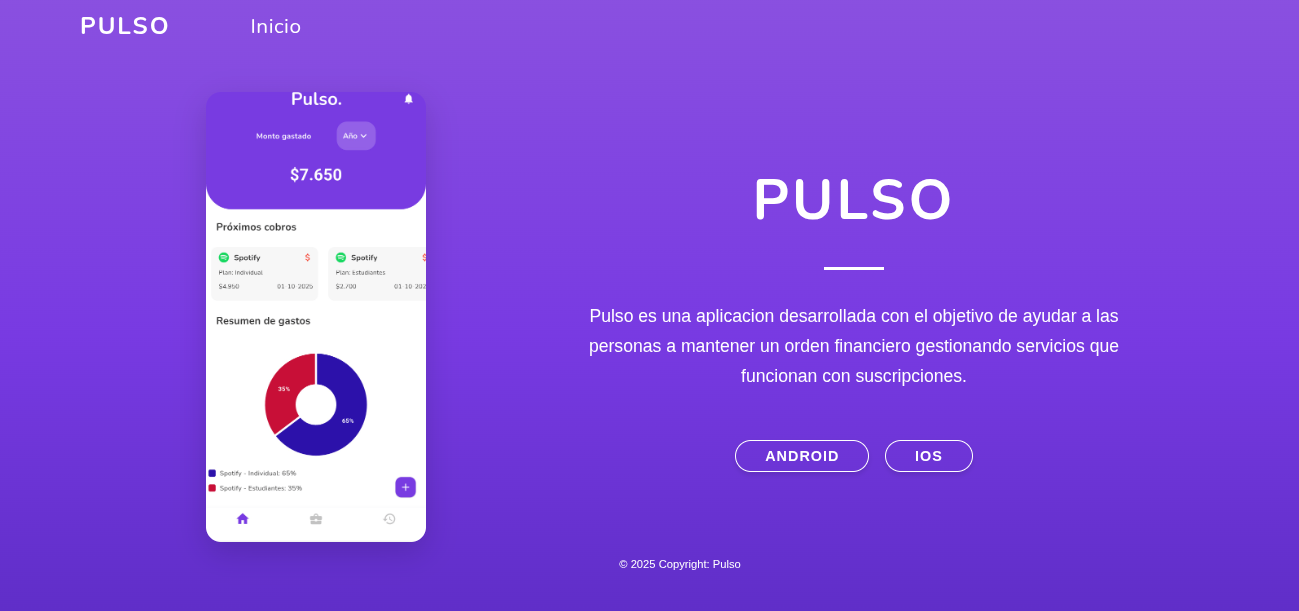 PULSO
Inicio
Pulso.
Monto gastado
Año
$7.650
Próximos cobros
Spotify
$
Plan: Individual
$4.950
01-10-2025
Spotify
$
Plan: Estudiantes
$2.700
01-10-202
Resumen de gastos
35%
65%
Spotify - Individual: 65%
Spotify - Estudiantes: 35%
PULSO
Pulso es una aplicacion desarrollada con el objetivo de ayudar a las
personas a mantener un orden financiero gestionando servicios que
funcionan con suscripciones.
ANDROID
IOS
© 2025 Copyright: Pulso